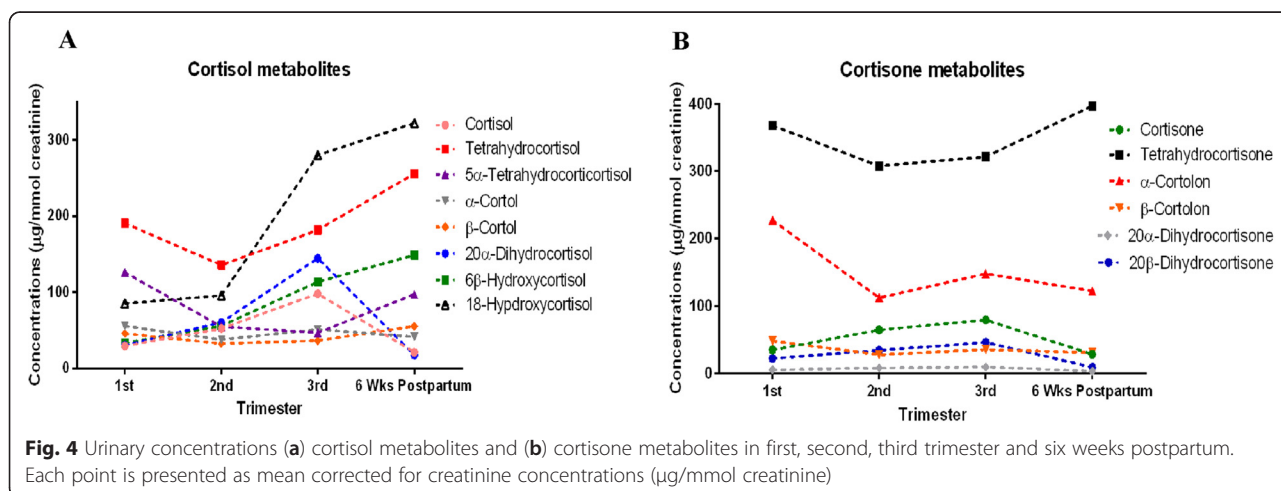 A
Cortisol metabolites
Concentrations (µg/mmol creatinine)
300
200
100
0
1st 2nd 3rd 6 Wks Postpartum
Trimester
Cortisol
Tetrahydrocortisol
5α-Tetrahydrocorticortisol
α-Cortol
β-Cortol
20α-Dihydrocortisol
6β-Hydroxycortisol
18-Hypdroxycortisol
B
Cortisone metabolites
Concentrations (µg/mmol creatinine)
400
300
200
100
0
1st 2nd 3rd 6 Wks Postpartum
Trimester
Cortisone
Tetrahydrocortisone
α-Cortolon
β-Cortolon
20α-Dihydrocortisone
20β-Dihydrocortisone
Fig. 4 Urinary concentrations (a) cortisol metabolites and (b) cortisone metabolites in first, second, third trimester and six weeks postpartum.
Each point is presented as mean corrected for creatinine concentrations (µg/mmol creatinine)